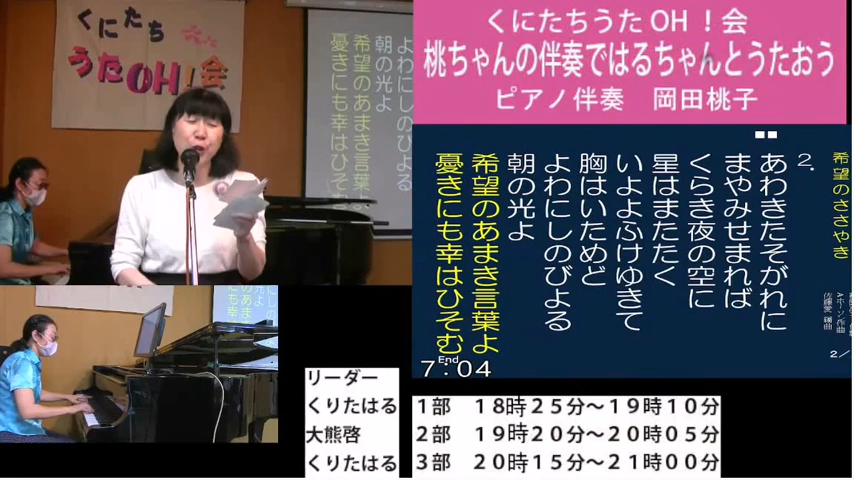 くにたち
うたOH!会
よわにしのびよる
朝の光よ
希望のあまき言葉よ
憂きにも幸はひそむ
くにたちうたOH！会
桃ちゃんの伴奏ではるちゃんとうたおう
ピアノ伴奏　岡田桃子
希望のささやき
2.
あわきたそがれに
まやみせまれば
くらき夜の空に
星はまたたく
いよよふけゆきて
胸はいためど
よわにしのびよる
朝の光よ
希望のあまき言葉よ
憂きにも幸はひそむ
End
7:04
2/
リーダー
くりたはる　1部　18時25分～19時10分
大熊啓　2部　19時20分～20時05分
くりたはる　3部　20時15分～21時00分